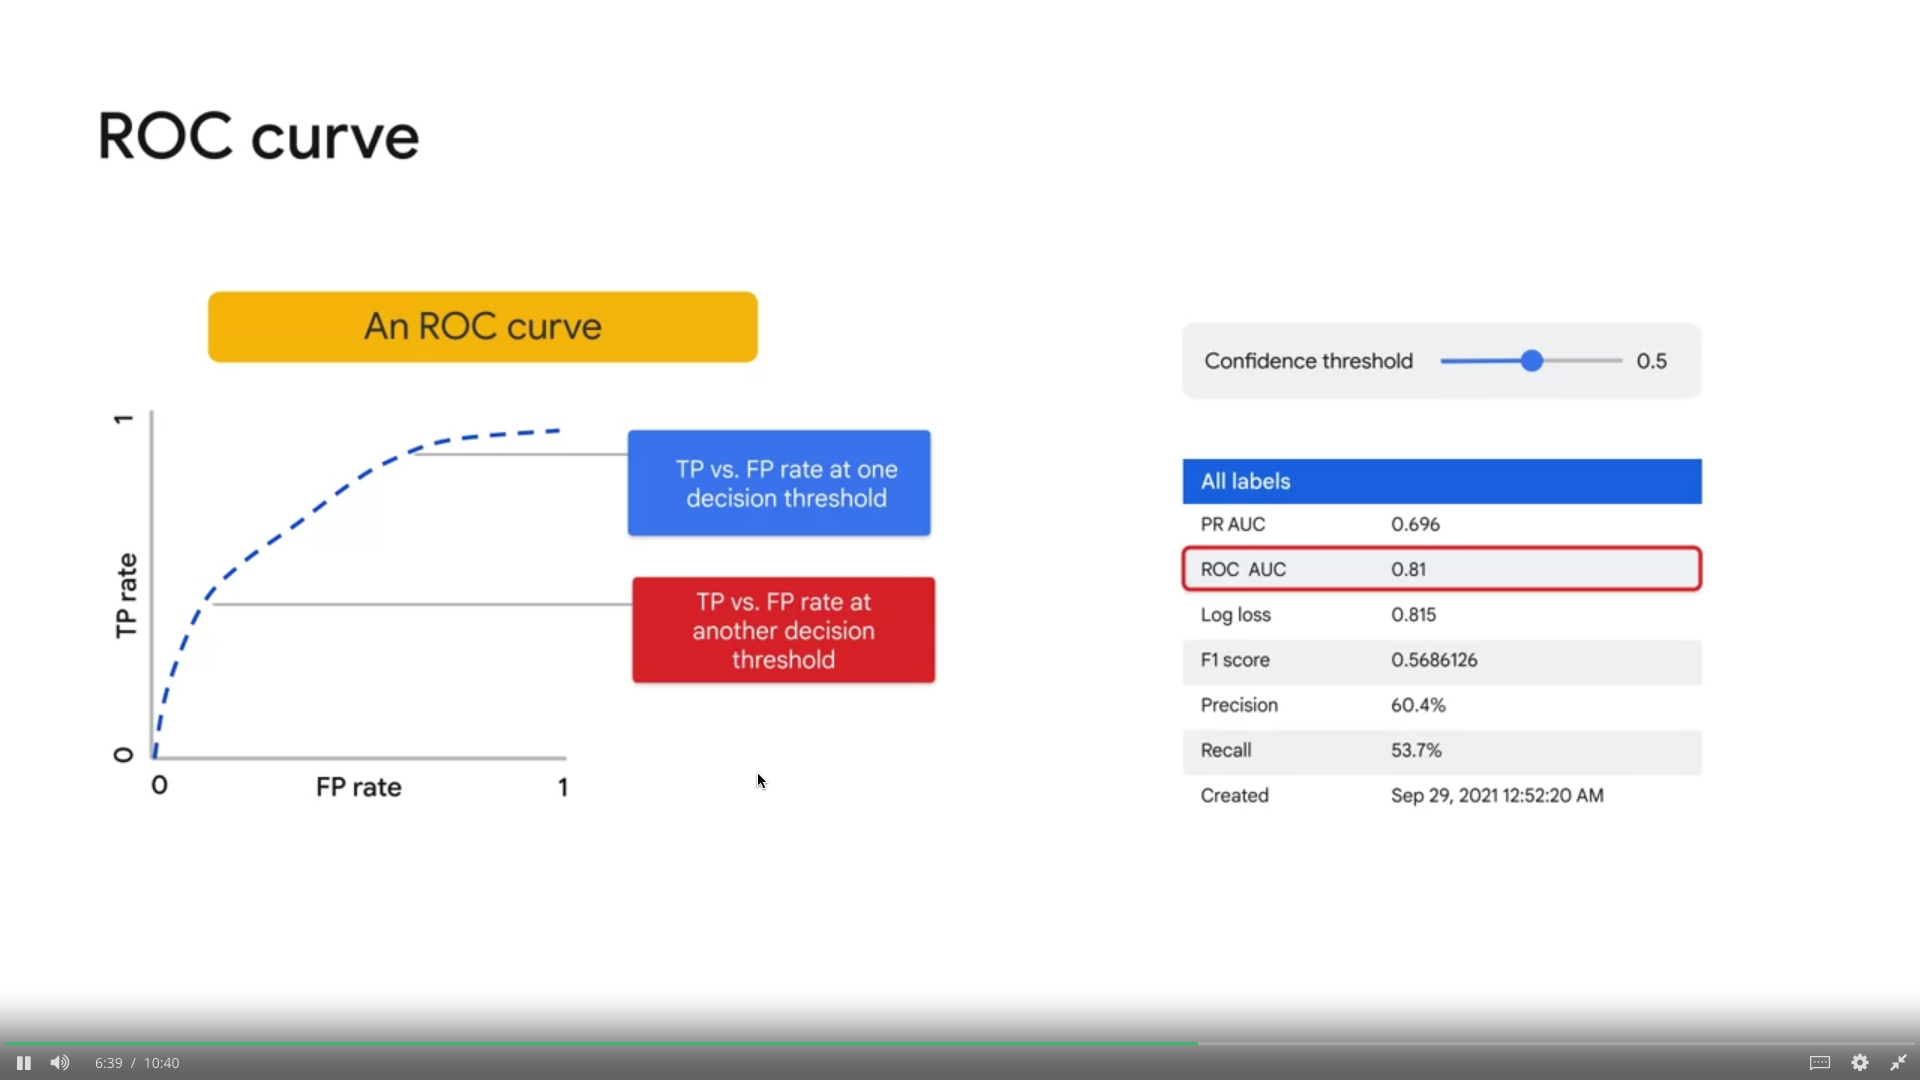 ROC curve
An ROC curve
1
TP rate
0
0
FP rate
1
TP vs. FP rate at one
decision threshold
TP vs. FP rate at
another decision
threshold
Confidence threshold 0.5
All labels
PR AUC 0.696
ROC AUC 0.81
Log loss 0.815
F1 score 0.5686126
Precision 60.4%
Recall 53.7%
Created Sep 29, 2021 12:52:20 AM
6:39 / 10:40